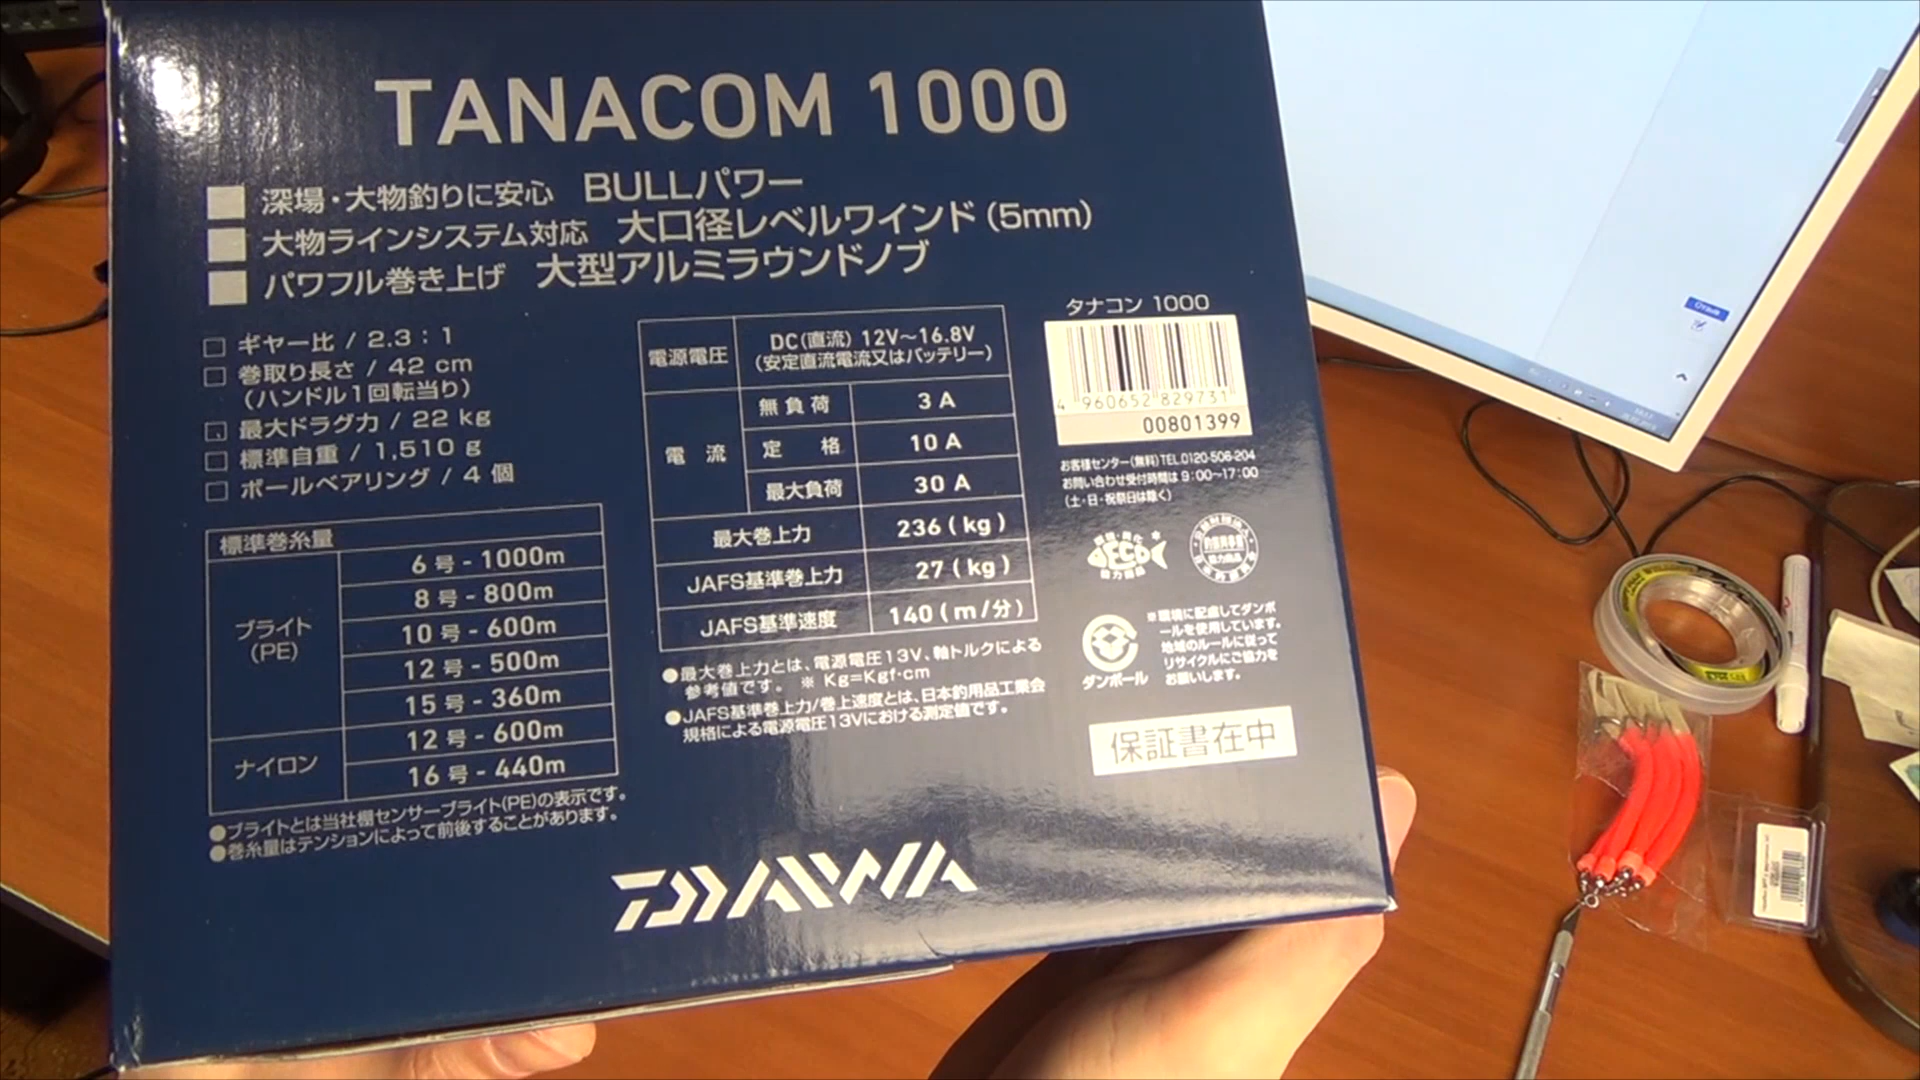 TANACOM 1000
深場・大物釣りに安心 BULLパワー
大物ラインシステム対応 大口径レベルワインド(5mm)
パワフル巻き上げ 大型アルミラウンドノブ
ギヤー比 / 2.3:1
巻取り長さ / 42 cm
(ハンドル1回転当り)
最大ドラグ力 / 22 kg
標準自重 / 1,510 g
ボールベアリング / 4 個
標準巻糸量
ブライト
(PE)
6 号 - 1000m
8 号 - 800m
10 号 - 600m
12 号 - 500m
15 号 - 360m
ナイロン
12 号 - 600m
16 号 - 440m
●ブライトとは当社棚センサーブライト(PE)の表示です。
●巻糸量はテンションによって前後することがあります。
電源電圧
DC(直流) 12V~16.8V
(安定直流電流又はバッテリー)
電流
無負荷 3 A
定格 10 A
最大負荷 30 A
最大巻上力 236(kg)
JAFS基準巻上力 27(kg)
JAFS基準速度 140(m/分)
●最大巻上力とは、電源電圧13V、軸トルクによる
参考値です。 ※ Kg=Kgf・cm
●JAFS基準巻上力/巻上速度とは、日本釣用品工業会
規格による電源電圧13Vにおける測定値です。
タナコン 1000
4 960652 829731
00801399
お客様センター(無料)TEL.0120-506-204
お問い合わせ受付時間は 9:00~17:00
(土・日・祝祭日は除く)
ECO
協力商品
ダンボール
※環境に配慮してダンボ
ールを使用しています。
地域のルールに従って
リサイクルにご協力を
お願いします。
保証書在中
DAIWA